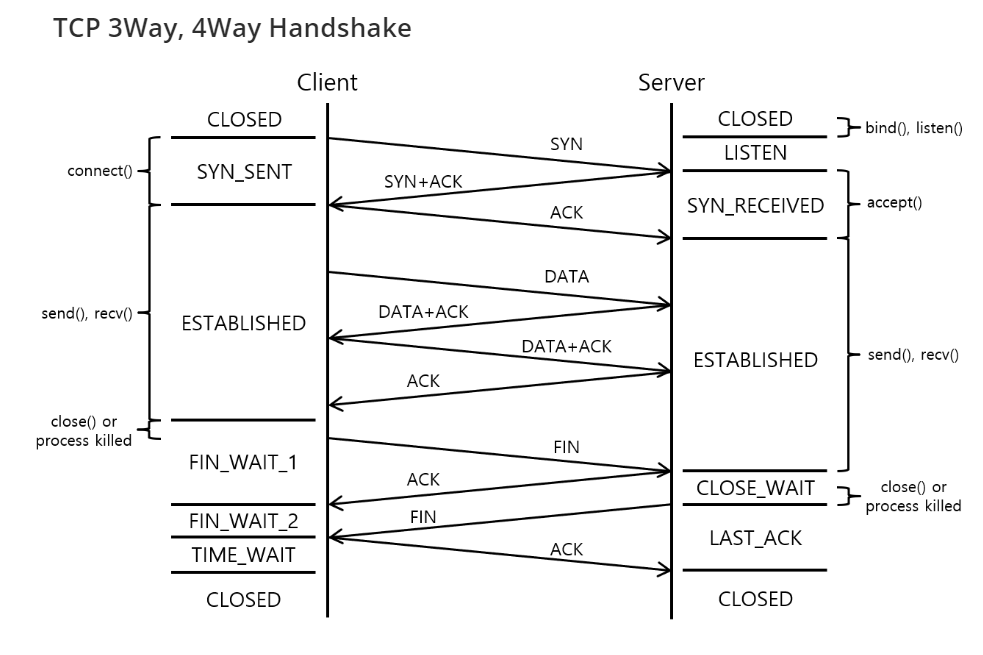 TCP 3Way, 4Way Handshake
Client
Server
CLOSED
CLOSED
bind(), listen()
SYN
LISTEN
connect()
SYN_SENT
SYN+ACK
SYN_RECEIVED
accept()
ACK
DATA
send(), recv()
ESTABLISHED
DATA+ACK
DATA+ACK
ESTABLISHED
send(), recv()
ACK
close() or
process killed
FIN_WAIT_1
FIN
ACK
CLOSE_WAIT
close() or
process killed
FIN_WAIT_2
FIN
LAST_ACK
TIME_WAIT
ACK
CLOSED
CLOSED